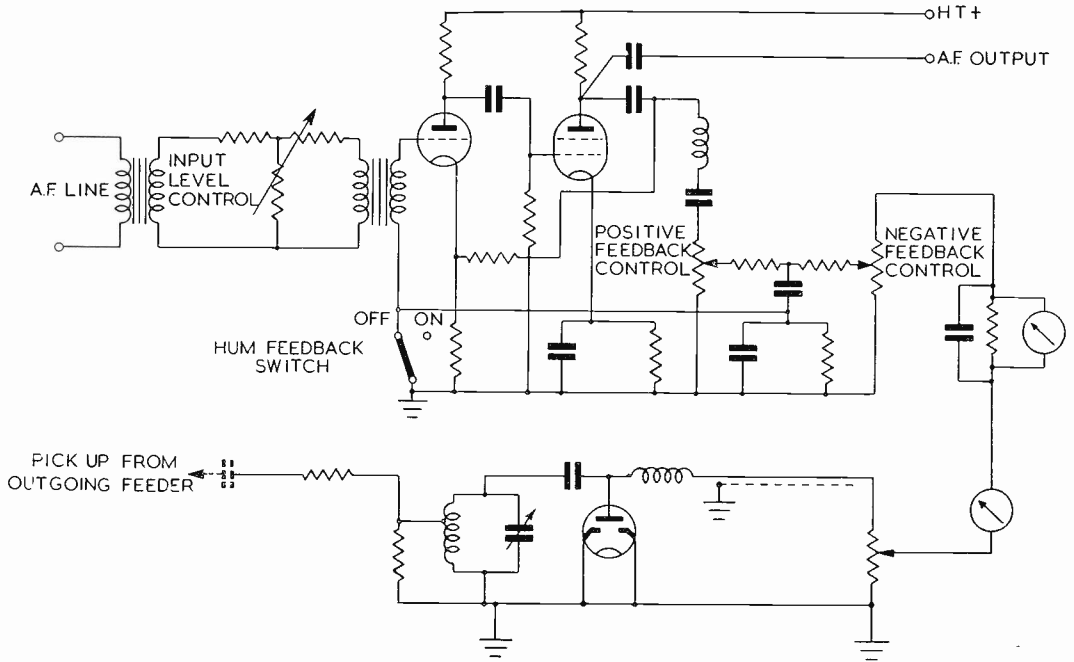 HT+
A.F. OUTPUT
A.F. LINE
INPUT
LEVEL
CONTROL
POSITIVE
FEEDBACK
CONTROL
NEGATIVE
FEEDBACK
CONTROL
OFF
ON
HUM FEEDBACK
SWITCH
PICK UP FROM
OUTGOING FEEDER